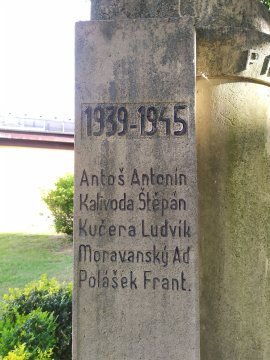 1939-1945
Antoš Antonín
Kalivoda Štěpán
Kučera Ludvík
Moravanský Ad
Polášek Frant.